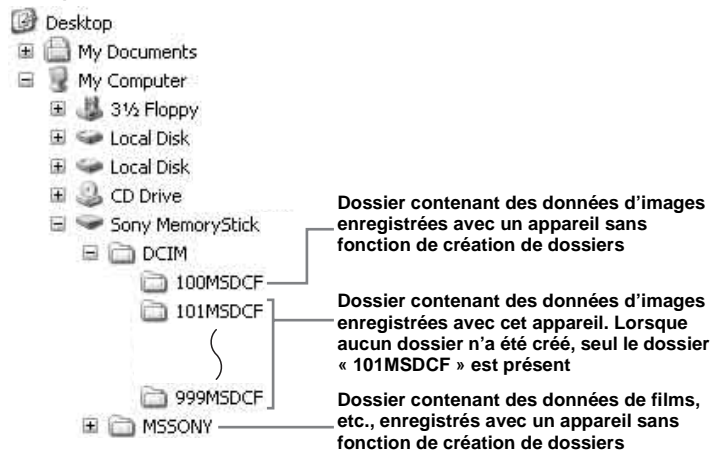 Desktop
My Documents
My Computer
3½ Floppy
Local Disk
Local Disk
CD Drive
Sony MemoryStick
DCIM
100MSDCF
101MSDCF
999MSDCF
MSSONY
Dossier contenant des données d’images
enregistrées avec un appareil sans
fonction de création de dossiers
Dossier contenant des données d’images
enregistrées avec cet appareil. Lorsque
aucun dossier n’a été créé, seul le dossier
« 101MSDCF » est présent
Dossier contenant des données de films,
etc., enregistrés avec un appareil sans
fonction de création de dossiers